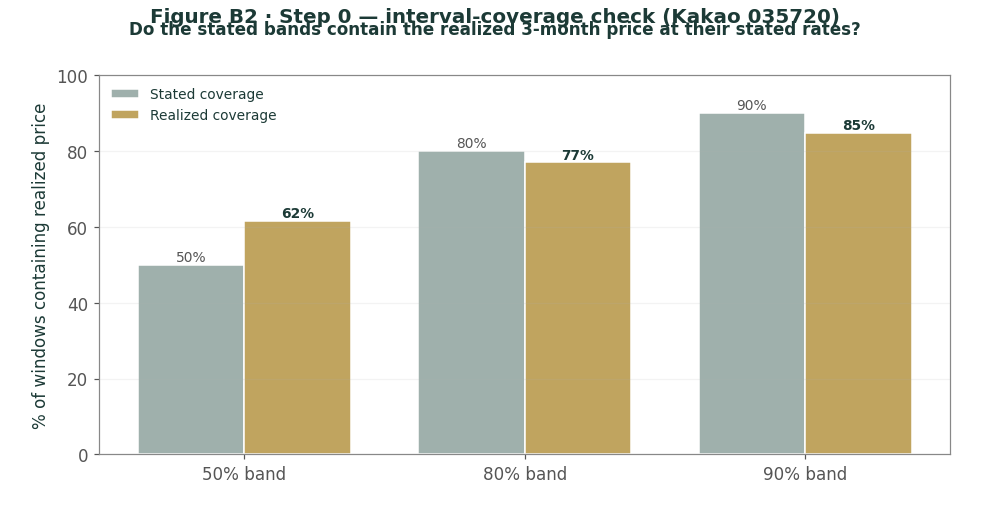 Figure B2 · Step 0 — interval-coverage check (Kakao 035720)
Do the stated bands contain the realized 3-month price at their stated rates?
% of windows containing realized price
100
80
60
40
20
0
Stated coverage
Realized coverage
50%
62%
80%
77%
90%
85%
50% band
80% band
90% band